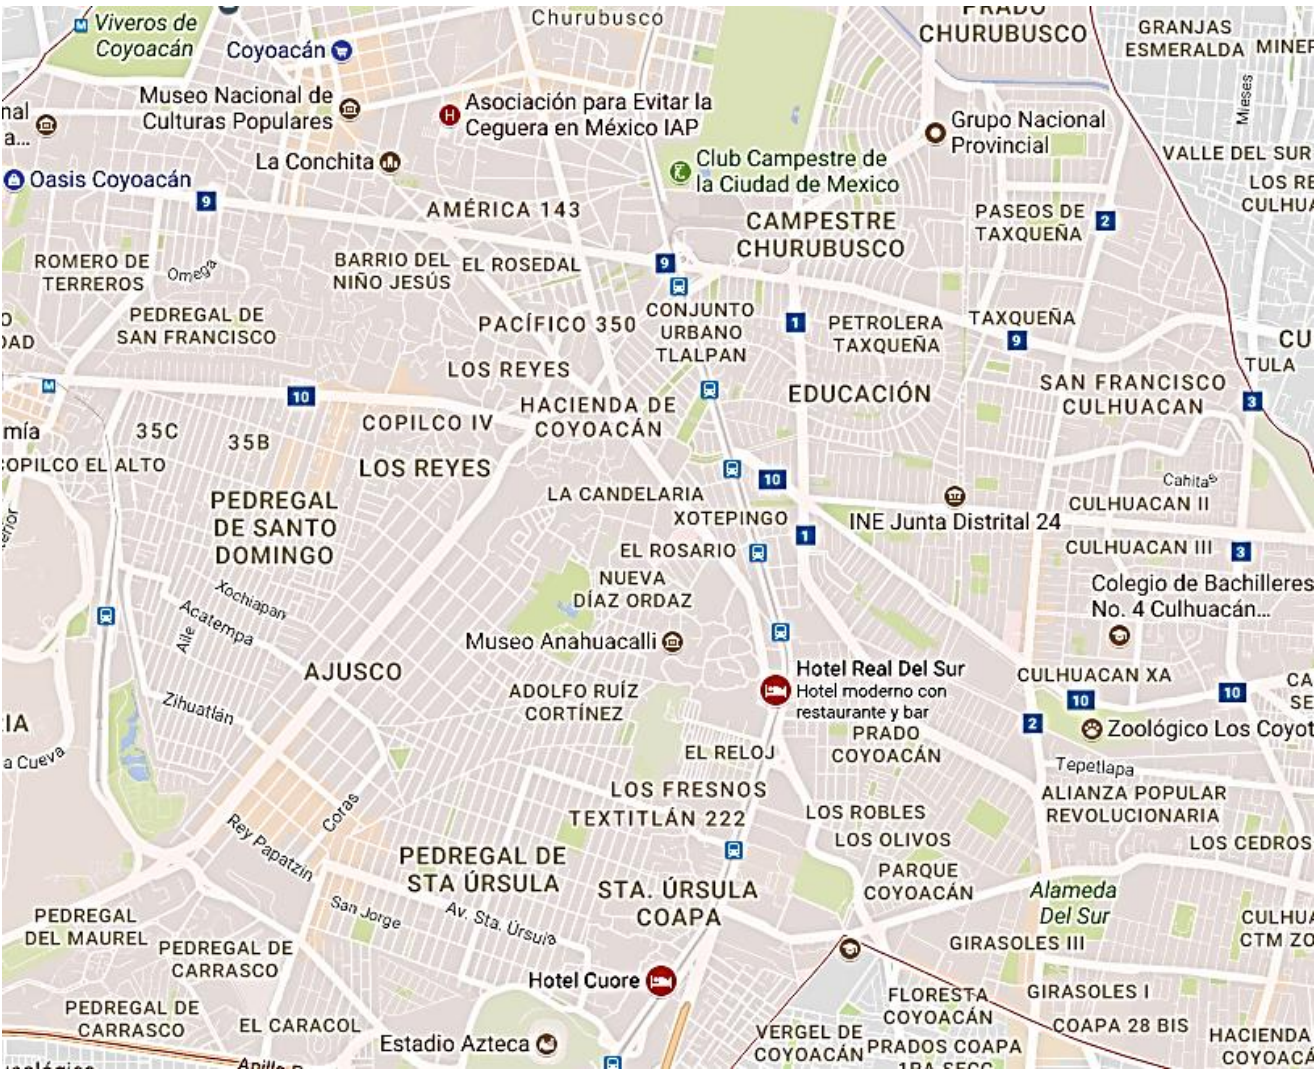 Viveros de
Coyoacán
Churubusco
PRADO
CHURUBUSCO
GRANJAS
ESMERALDA
Coyoacán
Mieses
Museo Nacional de
Culturas Populares
Asociación para Evitar la
Ceguera en México IAP
Grupo Nacional
Provincial
La Conchita
Club Campestre de
la Ciudad de Mexico
VALLE DEL SUR
Oasis Coyoacán
9
AMÉRICA 143
CAMPESTRE
CHURUBUSCO
PASEOS DE
TAXQUEÑA
2
ROMERO DE
TERREROS
Omega
BARRIO DEL
NIÑO JESÚS
EL ROSEDAL
9
PEDREGAL DE
SAN FRANCISCO
PACÍFICO 350
CONJUNTO
URBANO
TLALPAN
1
PETROLERA
TAXQUEÑA
TAXQUEÑA
9
TULA
LOS REYES
M
10
HACIENDA DE
COYOACÁN
EDUCACIÓN
SAN FRANCISCO
CULHUACAN
3
35C
35B
COPILCO IV
COPILCO EL ALTO
LOS REYES
PEDREGAL
DE SANTO
DOMINGO
LA CANDELARIA
10
XOTEPINGO
INE Junta Distrital 24
Cahitas
CULHUACAN II
EL ROSARIO
1
CULHUACAN III
3
NUEVA
DÍAZ ORDAZ
Colegio de Bachilleres
No. 4 Culhuacán...
Xochiapan
Acatempa
Aile
Museo Anahuacalli
AJUSCO
Hotel Real Del Sur
Hotel moderno con
restaurante y bar
CULHUACAN XA
10
10
ADOLFO RUÍZ
CORTÍNEZ
Zihuatlán
2
Zoológico Los Coyot
PRADO
COYOACÁN
a Cueva
EL RELOJ
Tepetlapa
LOS FRESNOS
ALIANZA POPULAR
REVOLUCIONARIA
TEXTITLÁN 222
LOS ROBLES
Coras
Rey Papatzin
LOS OLIVOS
LOS CEDROS
PEDREGAL DE
STA ÚRSULA
STA. ÚRSULA
COAPA
PARQUE
COYOACÁN
Alameda
Del Sur
San Jorge
Av. Sta. Úrsula
PEDREGAL
DEL MAUREL
PEDREGAL DE
CARRASCO
GIRASOLES III
CTM ZO
Hotel Cuore
FLORESTA
COYOACÁN
GIRASOLES I
PEDREGAL DE
CARRASCO
EL CARACOL
Estadio Azteca
VERGEL DE
COYOACÁN
PRADOS COAPA
1RA SECC
COAPA 28 BIS
HACIENDA
COYOACÁ